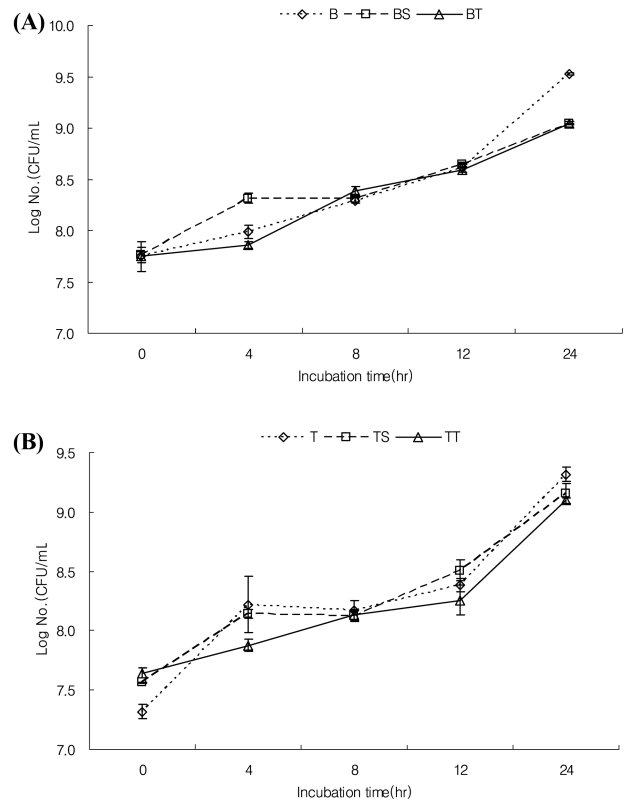 (A)
B BS BT
10.0
9.5
9.0
8.5
8.0
7.5
7.0
Log No.(CFU/mL
0 4 8 12 24
Incubation time(hr)
(B)
T TS TT
9.5
9.0
8.5
8.0
7.5
7.0
Log No.(CFU/mL
0 4 8 12 24
Incubation time(hr)